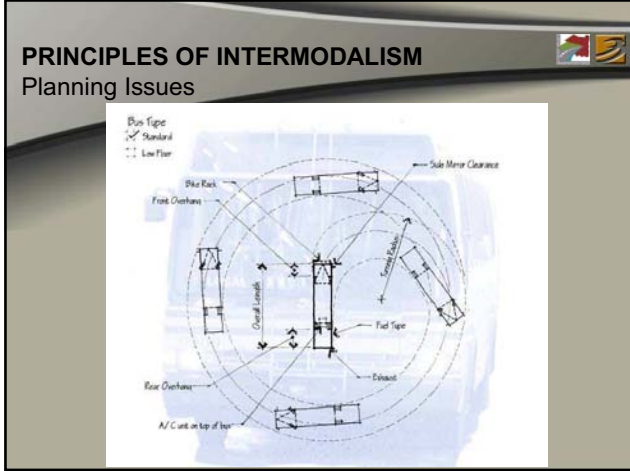 PRINCIPLES OF INTERMODALISM
Planning Issues
Bus Type
Standard
Low Floor
Side Mirror Clearance
Bike Rack
Front Overhang
Turning Radius
Overall Length
Fuel Type
Exhaust
Rear Overhang
A/C unit on top of bus